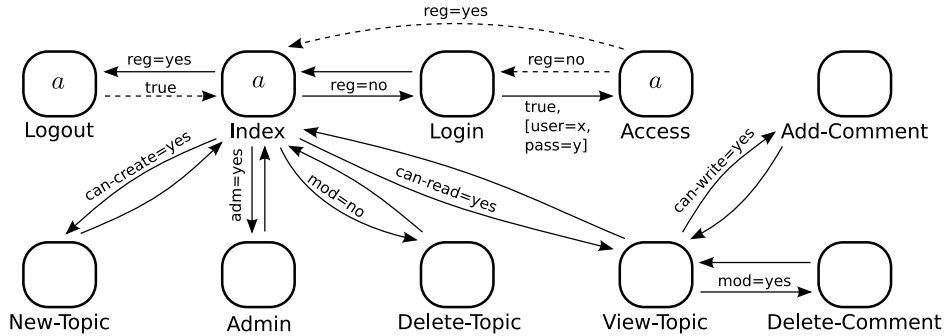 reg=yes
reg=yes
reg=no
a
a
a
true
reg=no
true,
[user=x,
pass=y]
Logout
Index
Login
Access
Add-Comment
can-create=yes
adm=yes
mod=no
can-read=yes
can-write=yes
mod=yes
New-Topic
Admin
Delete-Topic
View-Topic
Delete-Comment